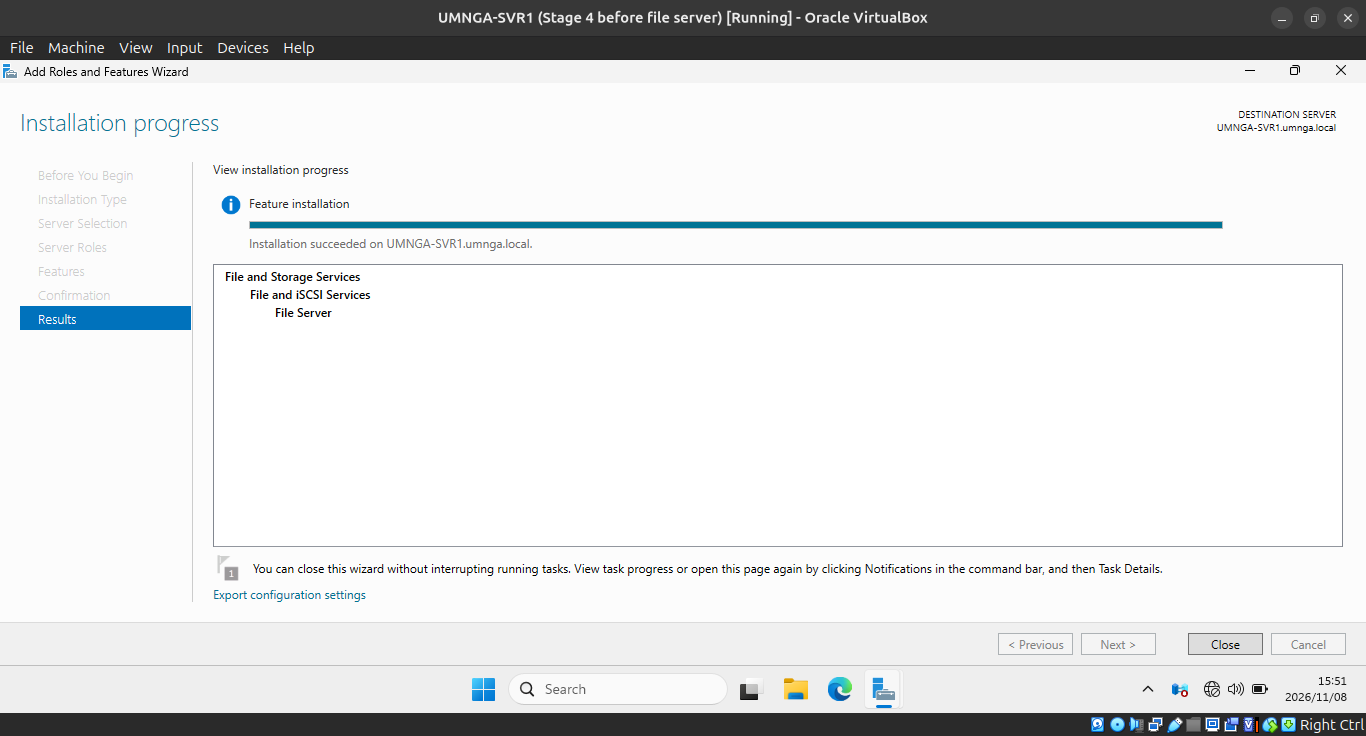 UMNGA-SVR1 (Stage 4 before file server) [Running] - Oracle VirtualBox
File Machine View Input Devices Help
Add Roles and Features Wizard
Installation progress
DESTINATION SERVER
UMNGA-SVR1.umnga.local
Before You Begin
Installation Type
Server Selection
Server Roles
Features
Confirmation
Results
View installation progress
Feature installation
Installation succeeded on UMNGA-SVR1.umnga.local.
File and Storage Services
File and iSCSI Services
File Server
1
You can close this wizard without interrupting running tasks. View task progress or open this page again by clicking Notifications in the command bar, and then Task Details.
Export configuration settings
< Previous
Next >
Close
Cancel
Search
15:51
2026/11/08
Right Ctrl